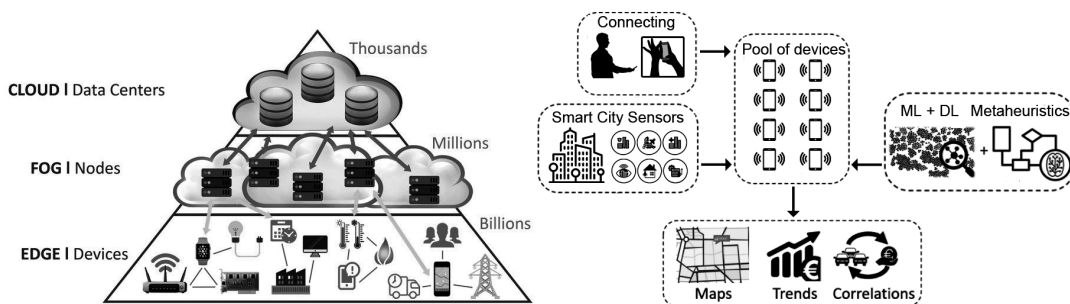 Thousands
CLOUD | Data Centers
Millions
FOG | Nodes
Billions
EDGE | Devices
Connecting
Pool of devices
Smart City Sensors
ML + DL Metaheuristics
+
Maps Trends Correlations